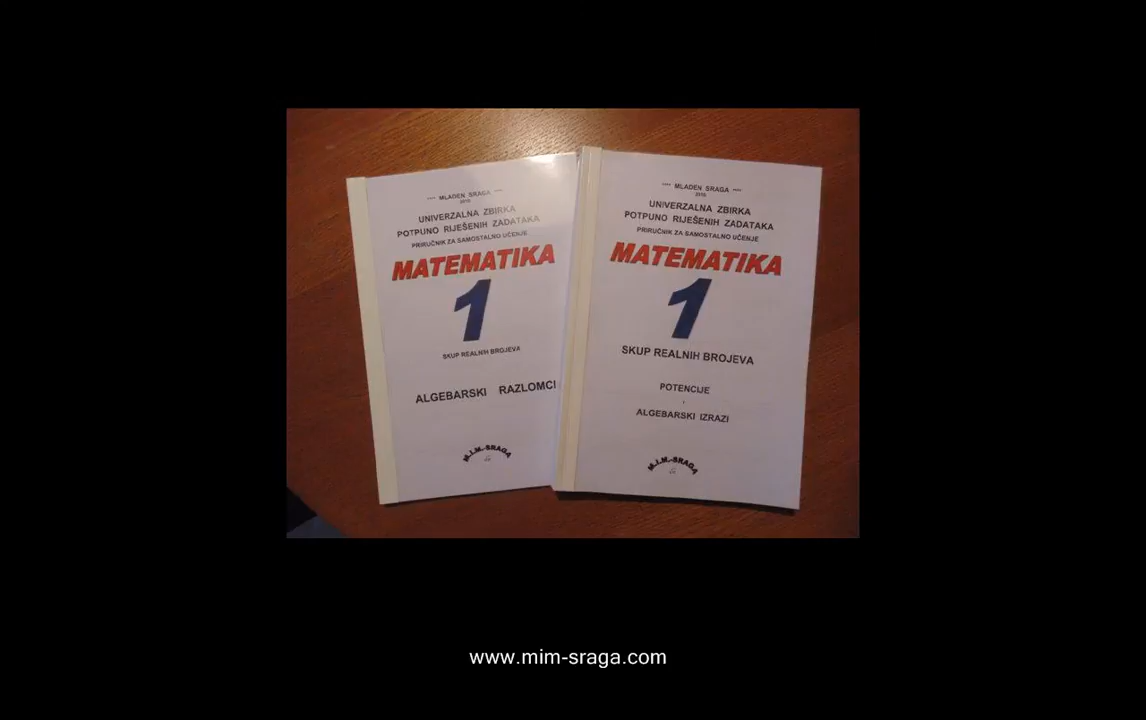 **** MLADEN SRAGA ****
2010
UNIVERZALNA ZBIRKA
POTPUNO RIJEŠENIH ZADATAKA
PRIRUČNIK ZA SAMOSTALNO UČENJE
MATEMATIKA
1
SKUP REALNIH BROJEVA
ALGEBARSKI RAZLOMCI
M.I.M.-SRAGA
**** MLADEN SRAGA ****
2010
UNIVERZALNA ZBIRKA
POTPUNO RIJEŠENIH ZADATAKA
PRIRUČNIK ZA SAMOSTALNO UČENJE
MATEMATIKA
1
SKUP REALNIH BROJEVA
POTENCIJE
ALGEBARSKI IZRAZI
M.I.M.-SRAGA
www.mim-sraga.com